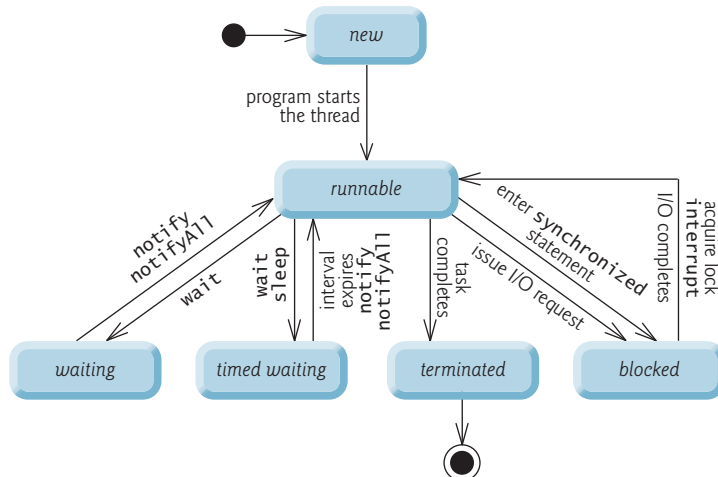 new
program starts
the thread
runnable
notify
notifyAll
wait
wait
sleep
interval
expires
notify
notifyAll
task
completes
enter synchronized
statement
issue I/O request
I/O completes
acquire lock
interrupt
waiting
timed waiting
terminated
blocked